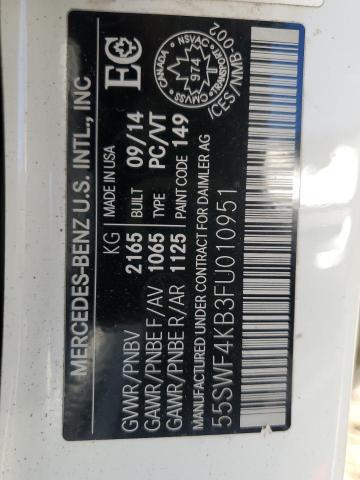 MERCEDES-BENZ U.S. INTL., INC
KG MADE IN USA
GVWR/PNBV 2165 BUILT 09/14
GAWR/PNBE F/AV 1065 TYPE PC/VT
GAWR/PNBE R/AR 1125 PAINT CODE 149
MANUFACTURED UNDER CONTRACT FOR DAIMLER AG
55SWF4KB3FU010951
EC
CANADA
NSVAC
974
CMVSS
TRANSPORT
ICES/NMB-002